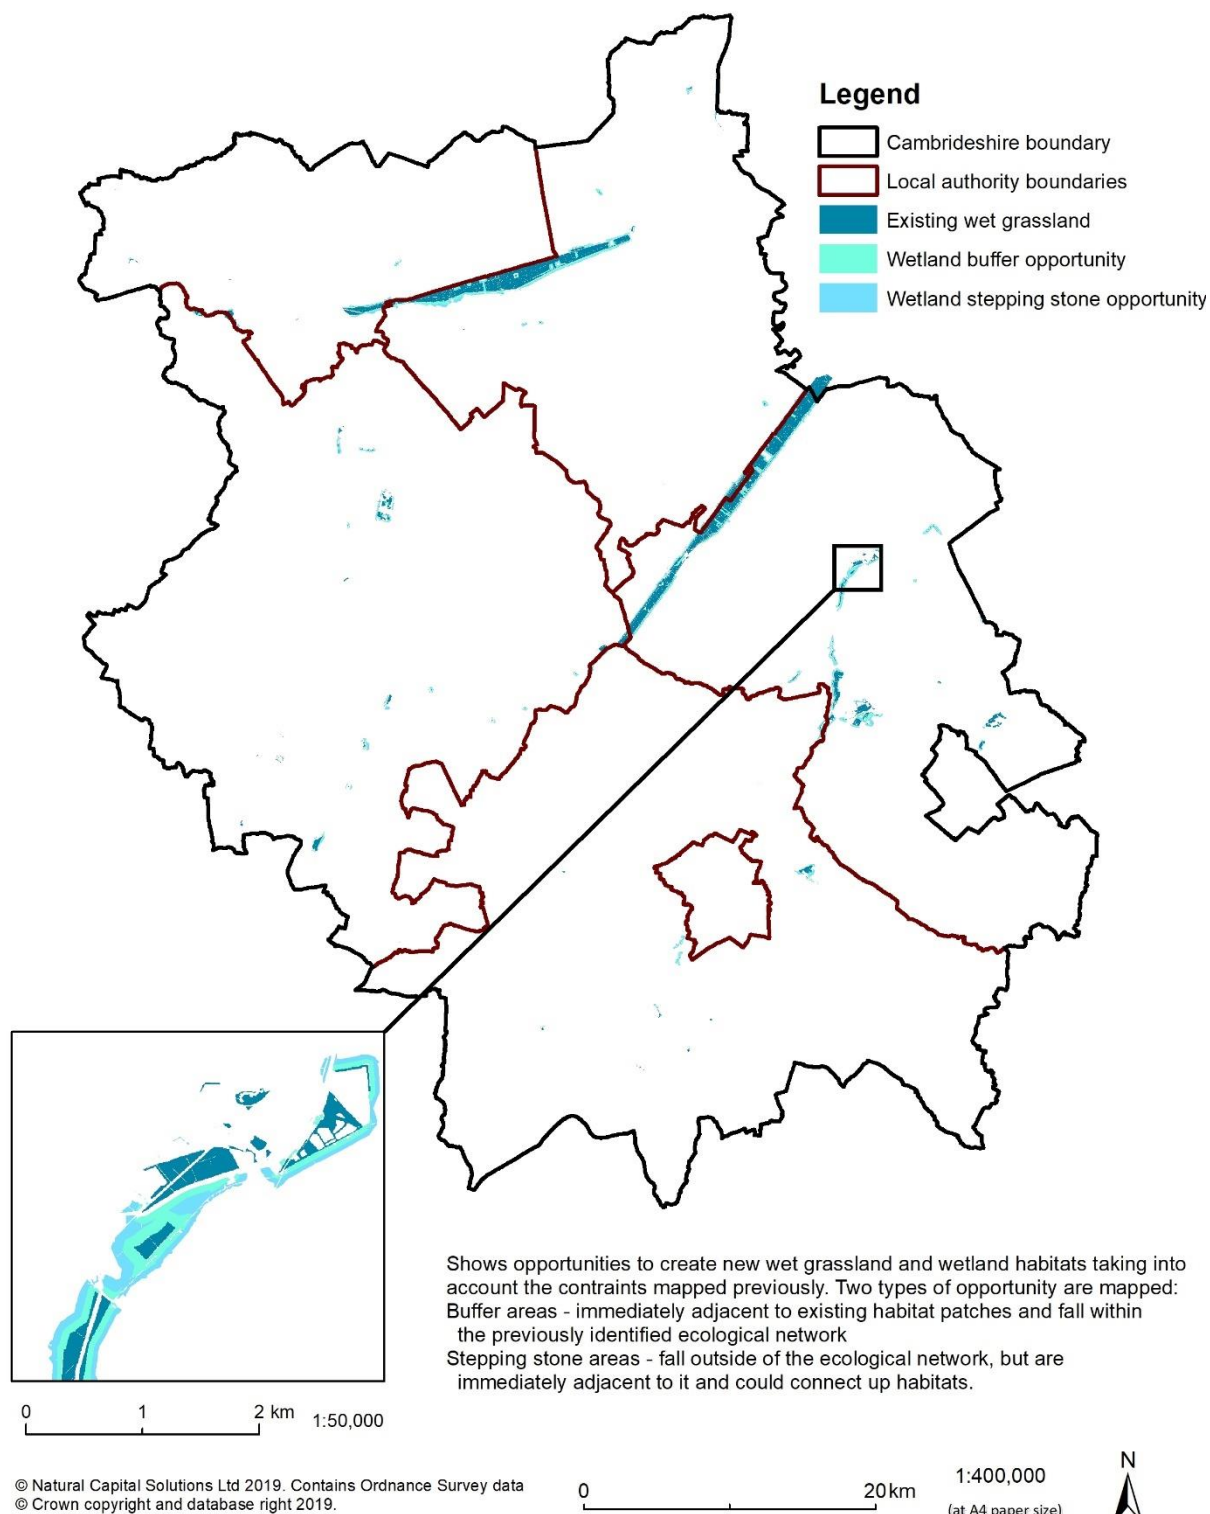 Legend
Cambrideshire boundary
Local authority boundaries
Existing wet grassland
Wetland buffer opportunity
Wetland stepping stone opportunity
Shows opportunities to create new wet grassland and wetland habitats taking into
account the contraints mapped previously. Two types of opportunity are mapped:
Buffer areas - immediately adjacent to existing habitat patches and fall within
the previously identified ecological network
Stepping stone areas - fall outside of the ecological network, but are
immediately adjacent to it and could connect up habitats.
0 1 2 km 1:50,000
© Natural Capital Solutions Ltd 2019. Contains Ordnance Survey data
© Crown copyright and database right 2019.
0 20 km
1:400,000
(at A4 paper size)
N